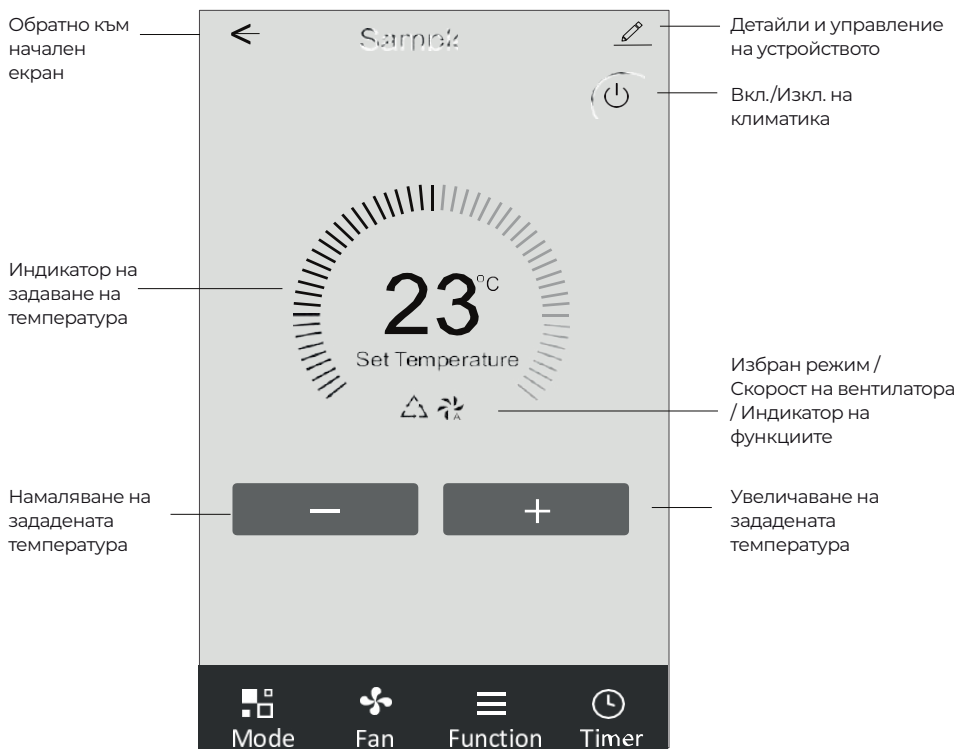 Обратно към
начален
екран
Детайли и управление
на устройството
Вкл./Изкл. на
климатика
Индикатор на
задаване на
температура
23°C
Set Temperature
A
Избран режим /
Скорост на вентилатора
/ Индикатор на
функциите
Намаляване на
зададената
температура
Увеличаване на
зададената
температура
Mode
Fan
Function
Timer